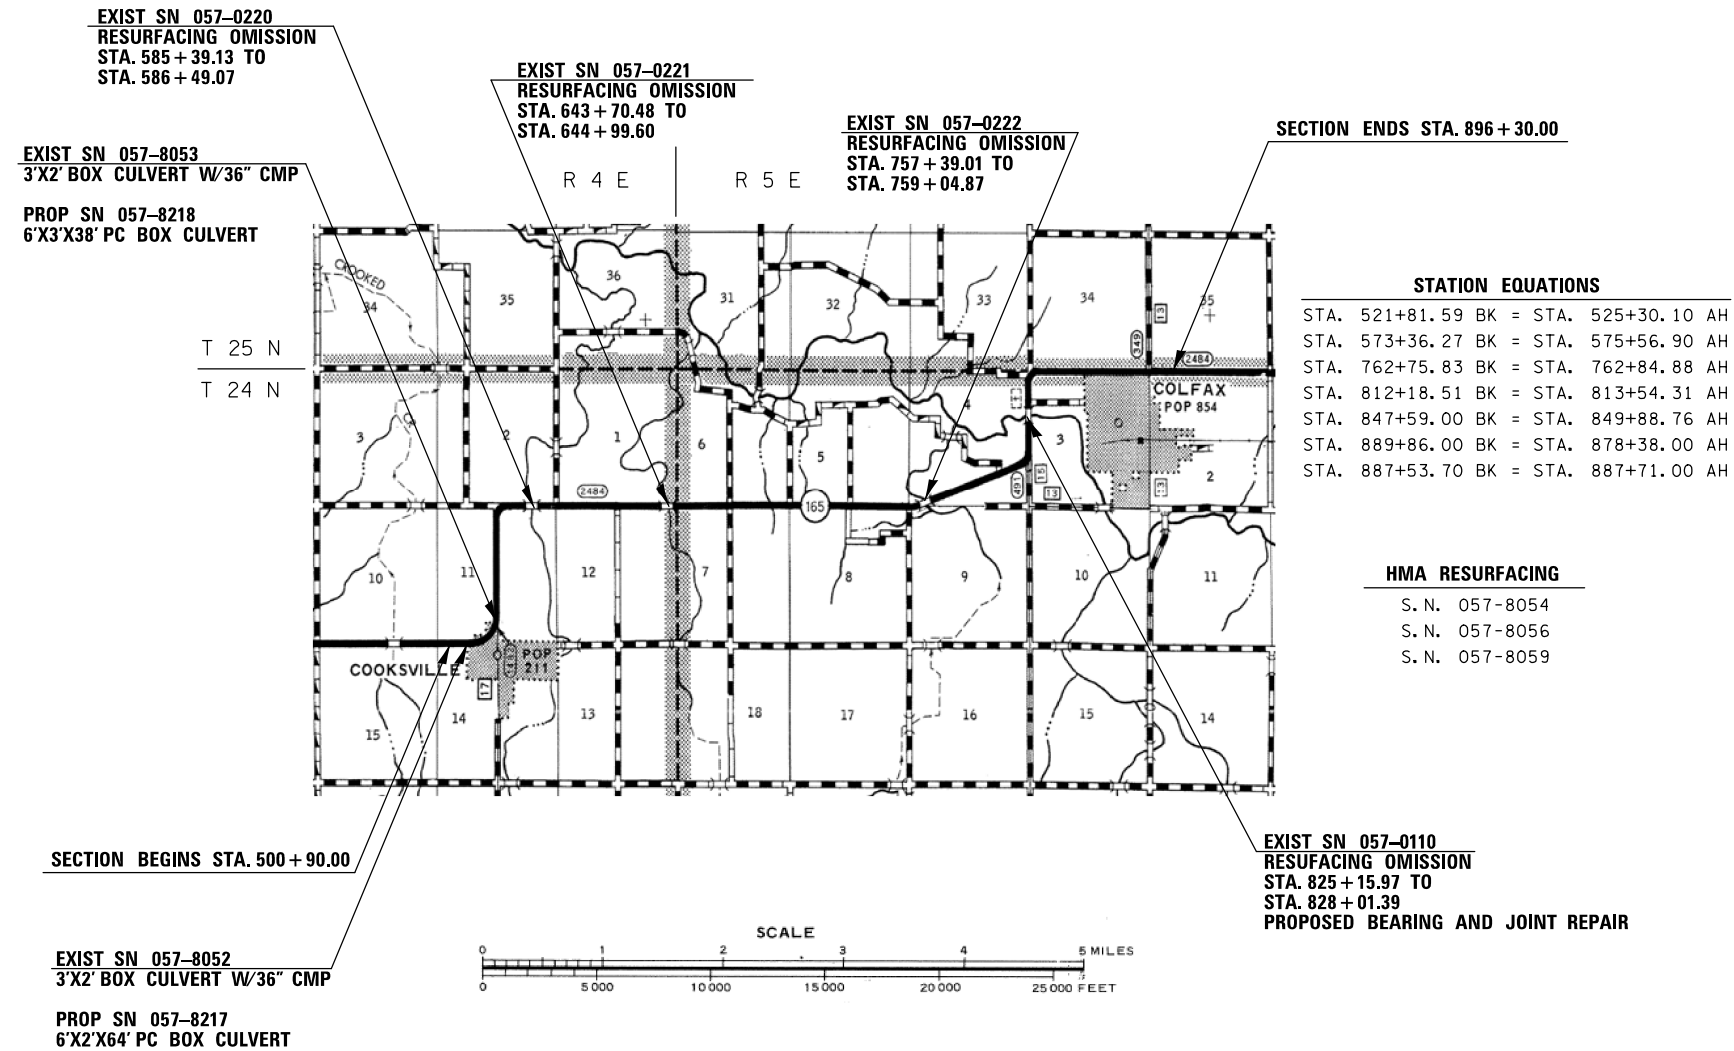 EXIST SN 057–0220
RESURFACING OMISSION
STA. 585+39.13 TO
STA. 586+49.07
EXIST SN 057–0221
RESURFACING OMISSION
STA. 643+70.48 TO
STA. 644+99.60
EXIST SN 057–0222
RESURFACING OMISSION
STA. 757+39.01 TO
STA. 759+04.87
SECTION ENDS STA. 896+30.00
EXIST SN 057–8053
3'X2' BOX CULVERT W/36" CMP
PROP SN 057–8218
6'X3'X38' PC BOX CULVERT
R 4 E
R 5 E
T 25 N
T 24 N
CROOKED
34
35
36
31
32
33
34
35
13
349
2484
COLFAX
POP 854
3
2
1
6
5
4
3
2
2484
165
491
15
13
13
10
11
12
7
8
9
10
11
COOKSVILLE
POP
211
17
15
14
13
18
17
16
15
14
STATION EQUATIONS
STA. 521+81.59 BK = STA. 525+30.10 AH
STA. 573+36.27 BK = STA. 575+56.90 AH
STA. 762+75.83 BK = STA. 762+84.88 AH
STA. 812+18.51 BK = STA. 813+54.31 AH
STA. 847+59.00 BK = STA. 849+88.76 AH
STA. 889+86.00 BK = STA. 878+38.00 AH
STA. 887+53.70 BK = STA. 887+71.00 AH
HMA RESURFACING
S.N. 057-8054
S.N. 057-8056
S.N. 057-8059
SECTION BEGINS STA. 500+90.00
EXIST SN 057–8052
3'X2' BOX CULVERT W/36" CMP
PROP SN 057–8217
6'X2'X64' PC BOX CULVERT
EXIST SN 057–0110
RESUFACING OMISSION
STA. 825+15.97 TO
STA. 828+01.39
PROPOSED BEARING AND JOINT REPAIR
SCALE
0 1 2 3 4 5 MILES
0 5000 10000 15000 20000 25000 FEET